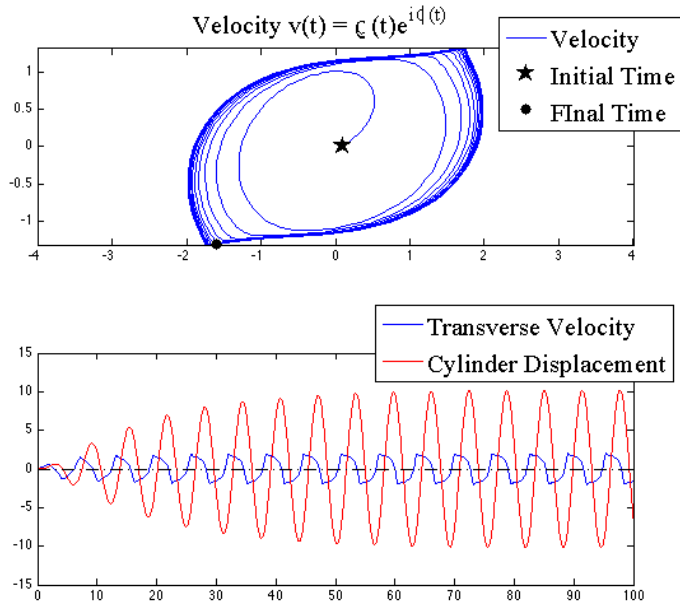 Velocity v(t) = ς(t)e^{iϕ(t)}
Velocity
Initial Time
FInal Time
1
0.5
0
-0.5
-1
-4 -3 -2 -1 0 1 2 3 4
Transverse Velocity
Cylinder Displacement
15
10
5
0
-5
-10
-15
0 10 20 30 40 50 60 70 80 90 100